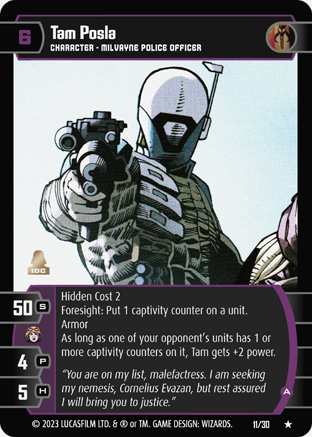 6
Tam Posla
CHARACTER - MILVAYNE POLICE OFFICER
IDC
50 S
4 P
5 H
Hidden Cost 2
Foresight: Put 1 captivity counter on a unit.
Armor
As long as one of your opponent's units has 1 or
more captivity counters on it, Tam gets +2 power.
"You are on my list, malefactress. I am seeking
my nemesis, Cornelius Evazan, but rest assured
I will bring you to justice."
A
© 2023 LUCASFILM LTD. & ® or TM. GAME DESIGN: WIZARDS.
11/30